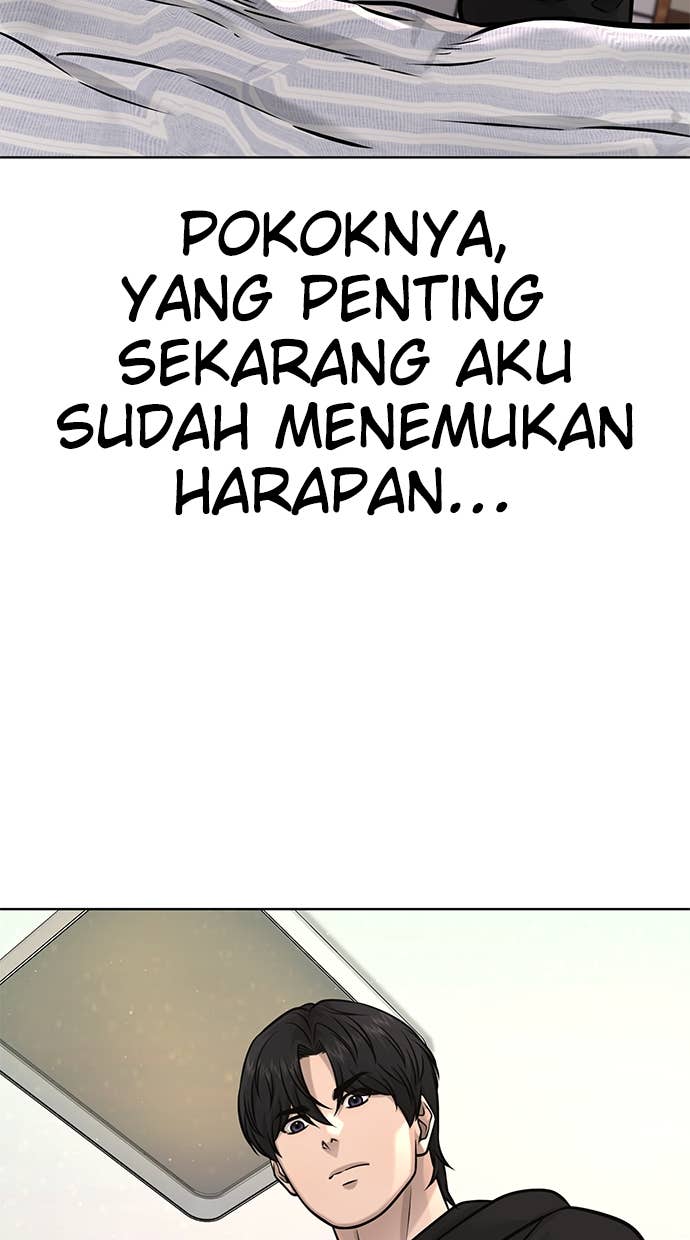 POKOKNYA,
YANG PENTING
SEKARANG AKU
SUDAH MENEMUKAN
HARAPAN...